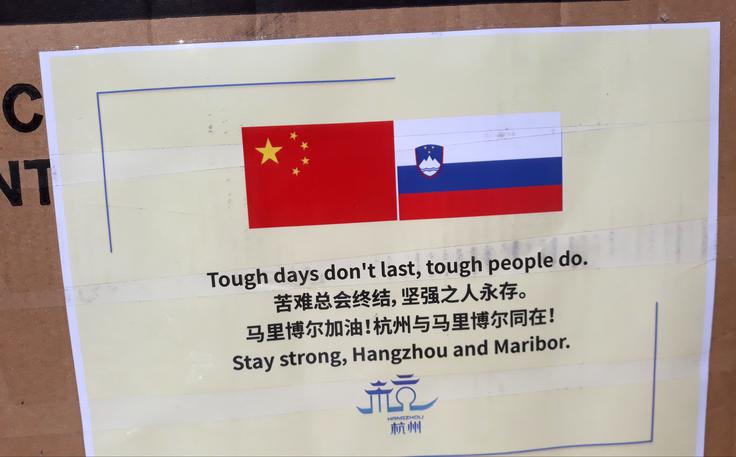 C
NT
Tough days don't last, tough people do.
苦难总会终结，坚强之人永存。
马里博尔加油！杭州与马里博尔同在！
Stay strong, Hangzhou and Maribor.
杭
HANGZHOU
杭州